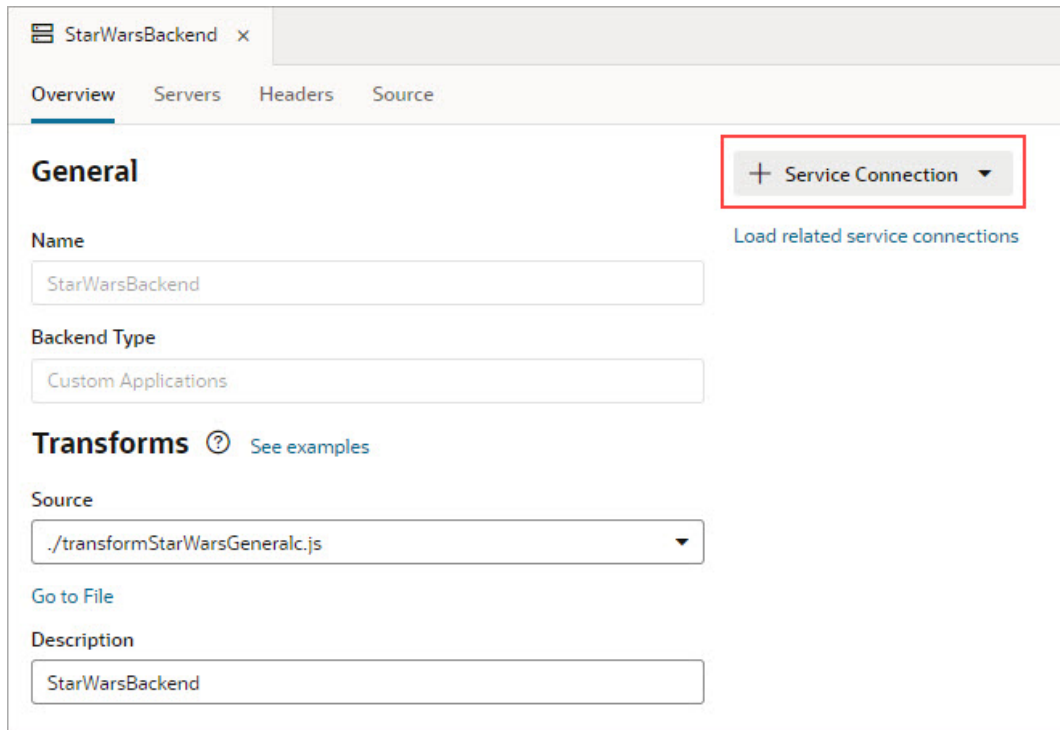 StarWarsBackend ×
Overview Servers Headers Source
General
+ Service Connection
Load related service connections
Name
StarWarsBackend
Backend Type
Custom Applications
Transforms ? See examples
Source
./transformStarWarsGeneralc.js
Go to File
Description
StarWarsBackend